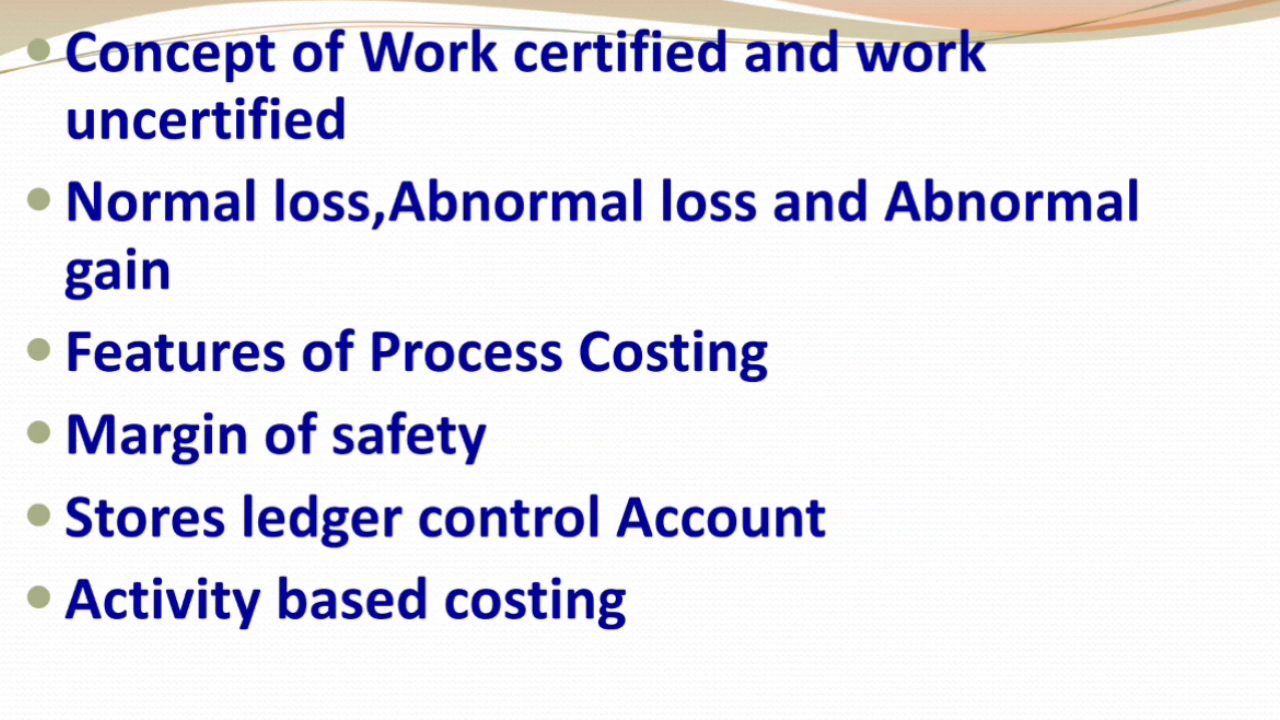 • Concept of Work certified and work
uncertified
• Normal loss,Abnormal loss and Abnormal
gain
• Features of Process Costing
• Margin of safety
• Stores ledger control Account
• Activity based costing